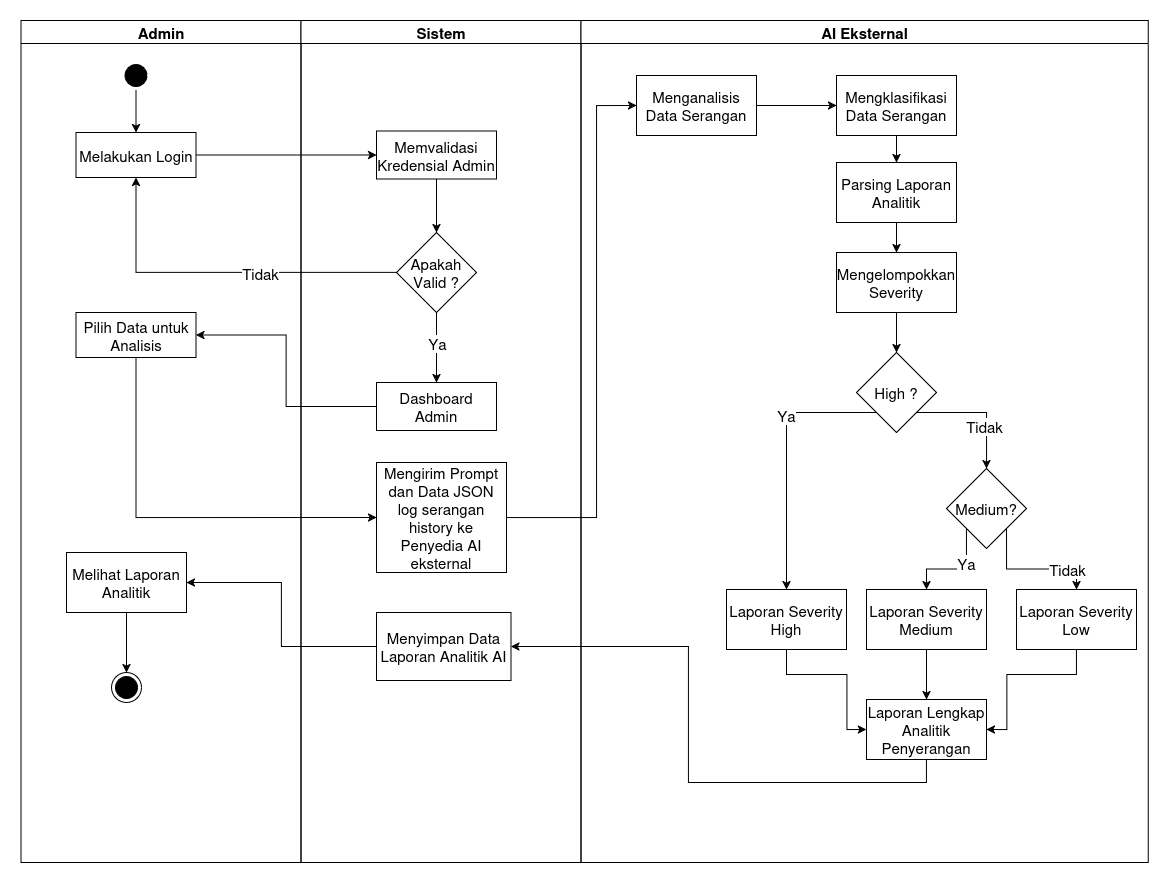 Admin
Sistem
AI Eksternal
Melakukan Login
Memvalidasi
Kredensial Admin
Apakah
Valid ?
Tidak
Ya
Dashboard
Admin
Pilih Data untuk
Analisis
Mengirim Prompt
dan Data JSON
log serangan
history ke
Penyedia AI
eksternal
Menganalisis
Data Serangan
Mengklasifikasi
Data Serangan
Parsing Laporan
Analitik
Mengelompokkan
Severity
High ?
Ya
Tidak
Medium?
Ya
Tidak
Laporan Severity
High
Laporan Severity
Medium
Laporan Severity
Low
Laporan Lengkap
Analitik
Penyerangan
Menyimpan Data
Laporan Analitik AI
Melihat Laporan
Analitik